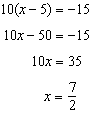 10(x − 5) = −15
10x − 50 = −15
10x = 35
x = 7/2